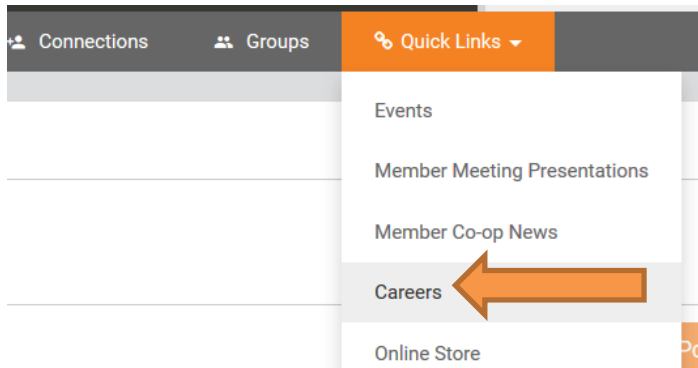 Connections Groups Quick Links
Events
Member Meeting Presentations
Member Co-op News
Careers
Online Store